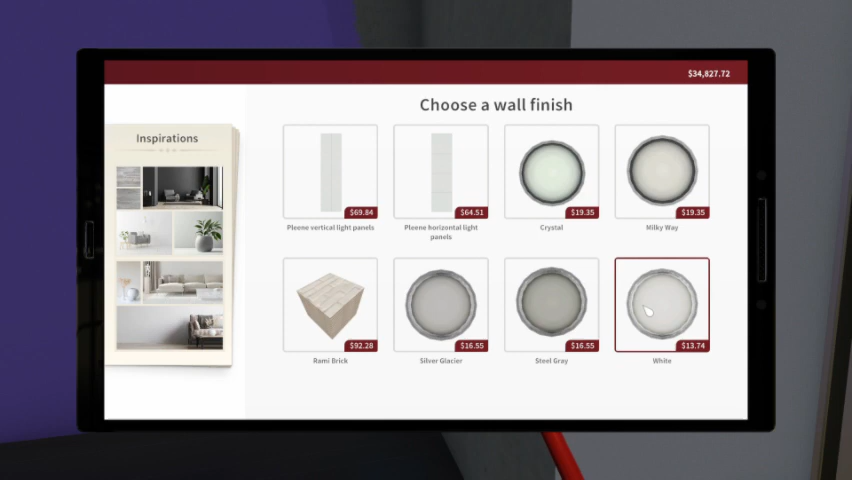 $34,827.72
Choose a wall finish
Inspirations
$69.84
$64.51
$19.35
$19.35
Pleene vertical light panels
Pleene horizontal light
panels
Crystal
Milky Way
$92.28
$16.55
$16.55
$13.74
Rami Brick
Silver Glacier
Steel Gray
White